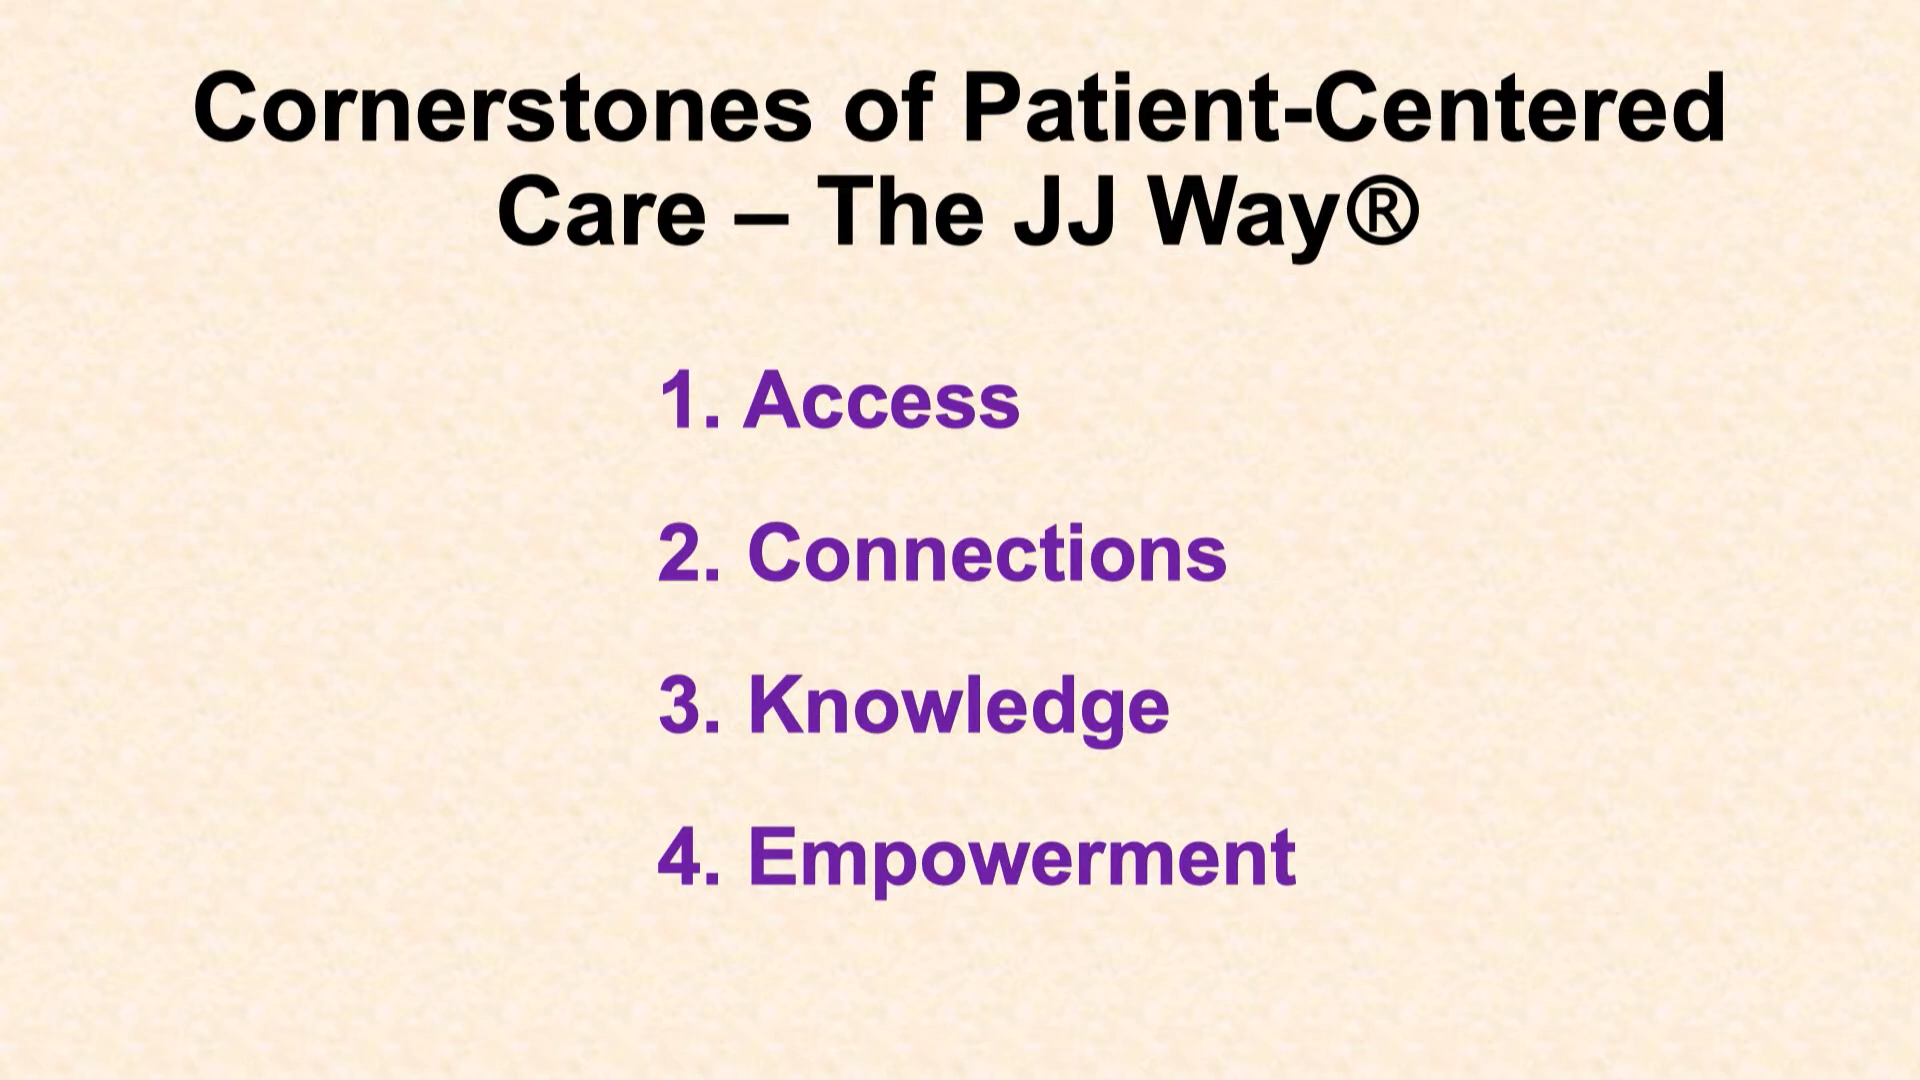 Cornerstones of Patient-Centered
Care – The JJ Way®
1. Access
2. Connections
3. Knowledge
4. Empowerment